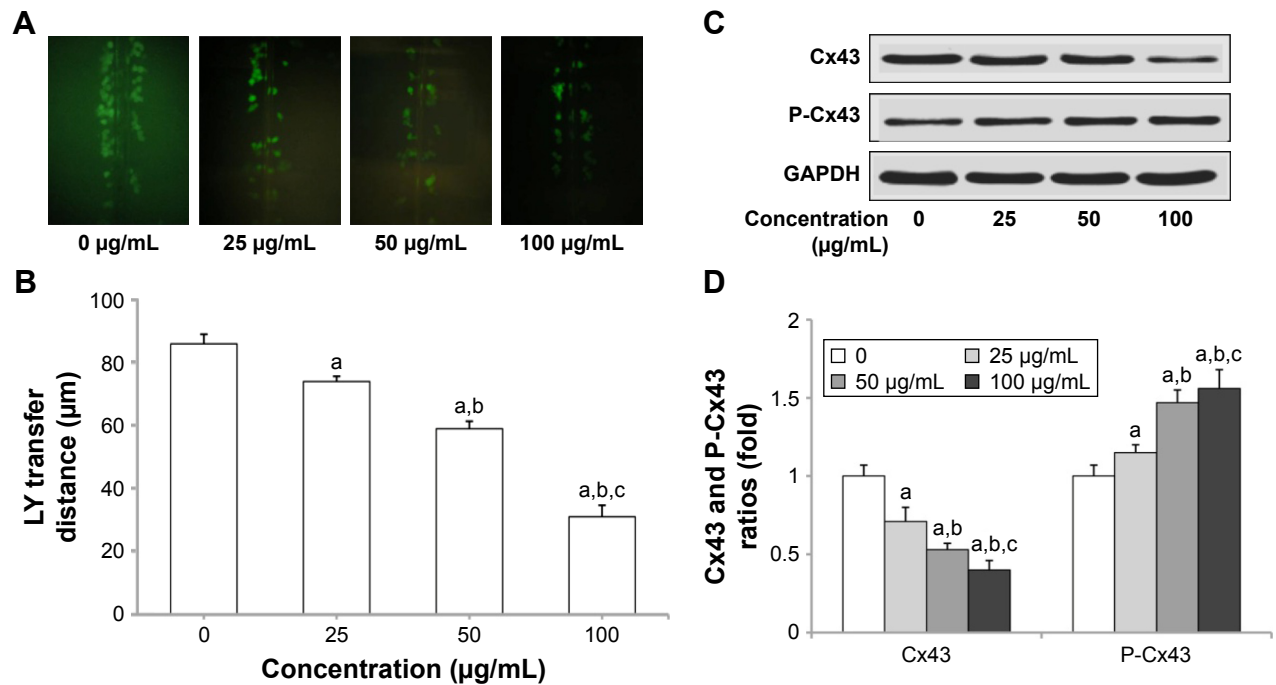 A
0 µg/mL
25 µg/mL
50 µg/mL
100 µg/mL
B
LY transfer
distance (µm)
100
80
60
40
20
0
a
a,b
a,b,c
0
25
50
100
Concentration (µg/mL)
C
Cx43
P-Cx43
GAPDH
Concentration
(µg/mL)
0
25
50
100
D
Cx43 and P-Cx43
ratios (fold)
2
1.5
1
0.5
0
0
25 µg/mL
50 µg/mL
100 µg/mL
a
a,b
a,b,c
a
a,b
a,b,c
Cx43
P-Cx43